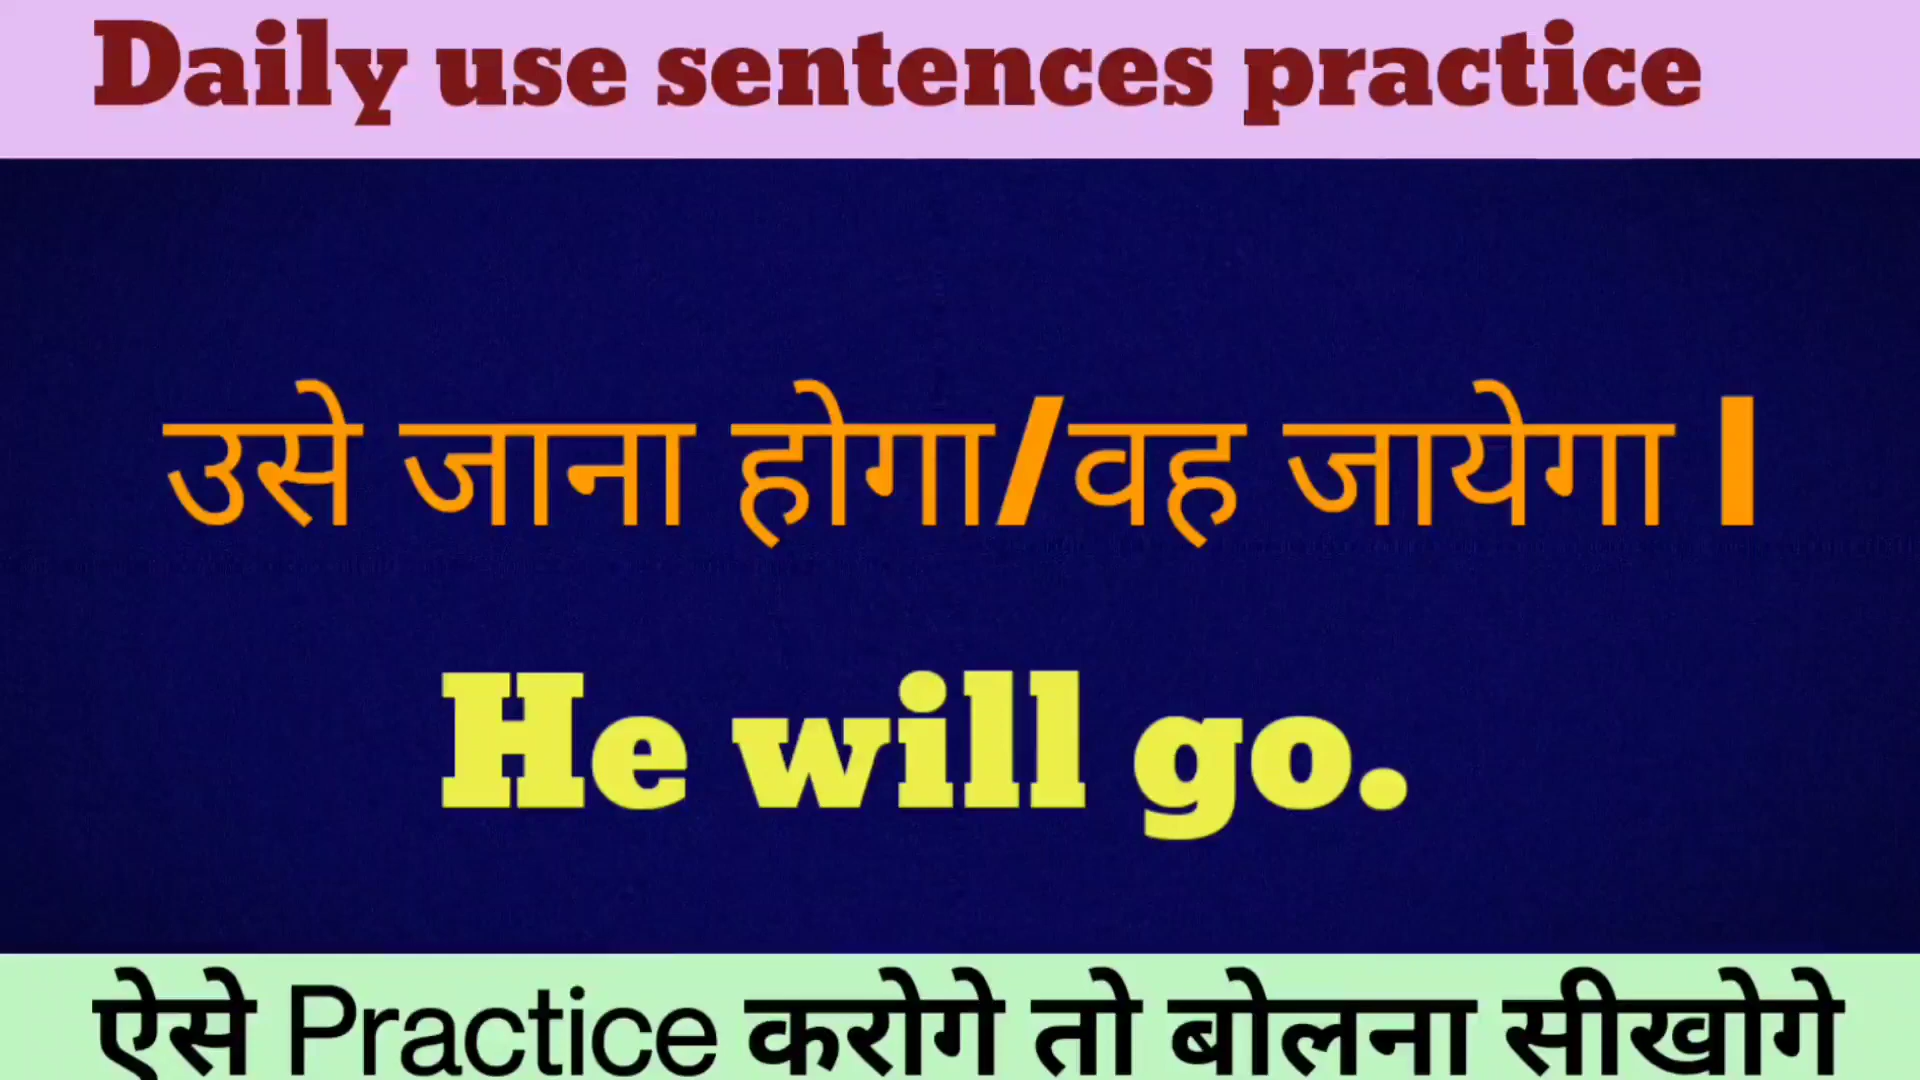 Daily use sentences practice
उसे जाना होगा/वह जायेगा I
He will go.
ऐसे Practice करोगे तो बोलना सीखोगे